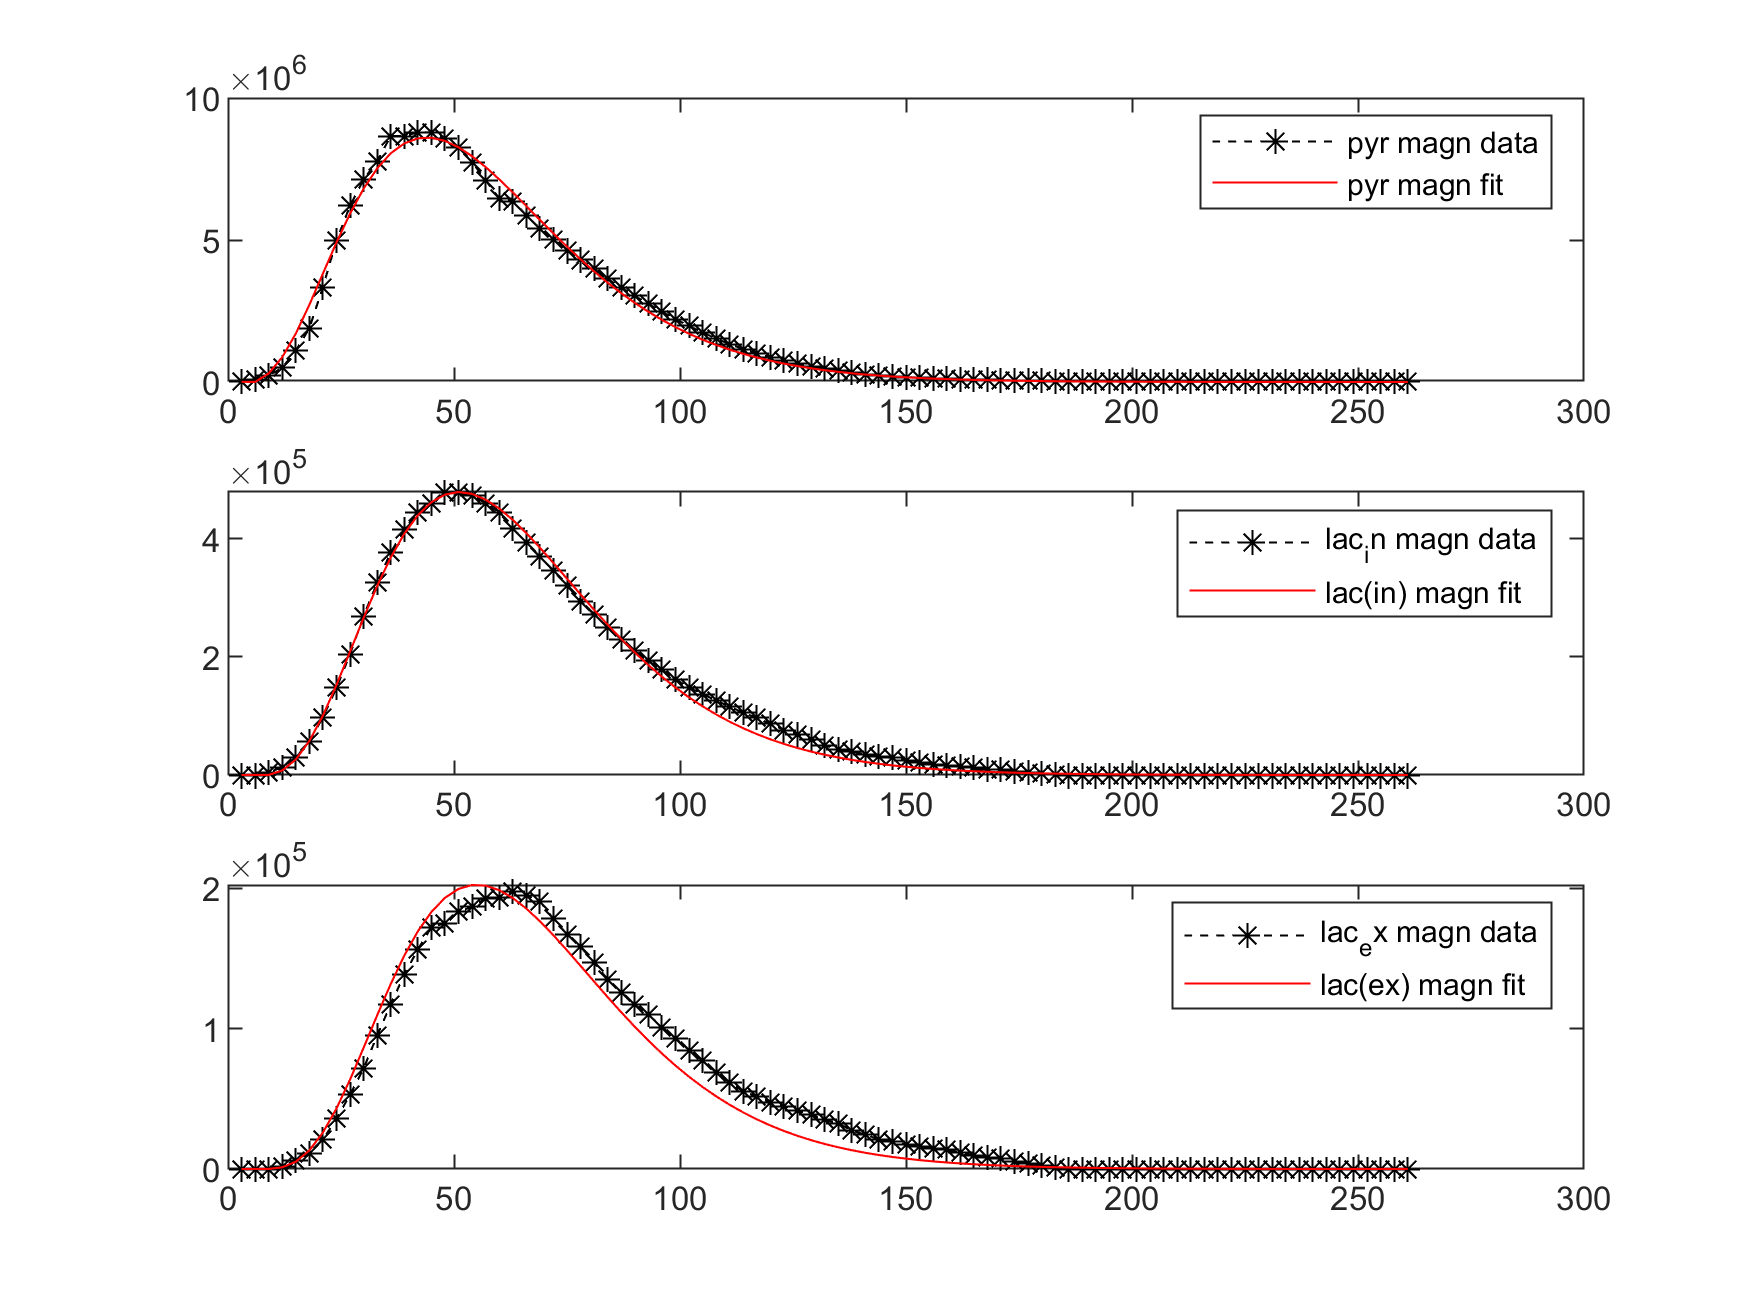 ×10^6
10
5
0
0 50 100 150 200 250 300
pyr magn data
pyr magn fit
×10^5
4
2
0
0 50 100 150 200 250 300
lac_in magn data
lac(in) magn fit
×10^5
2
1
0
0 50 100 150 200 250 300
lac_ex magn data
lac(ex) magn fit